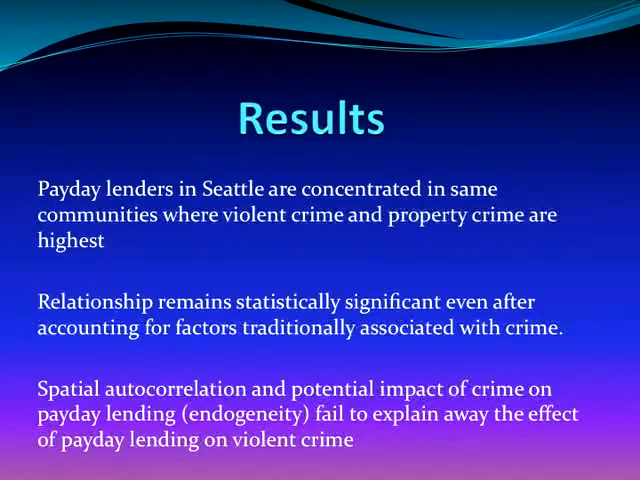 Results
Payday lenders in Seattle are concentrated in same
communities where violent crime and property crime are
highest
Relationship remains statistically significant even after
accounting for factors traditionally associated with crime.
Spatial autocorrelation and potential impact of crime on
payday lending (endogeneity) fail to explain away the effect
of payday lending on violent crime